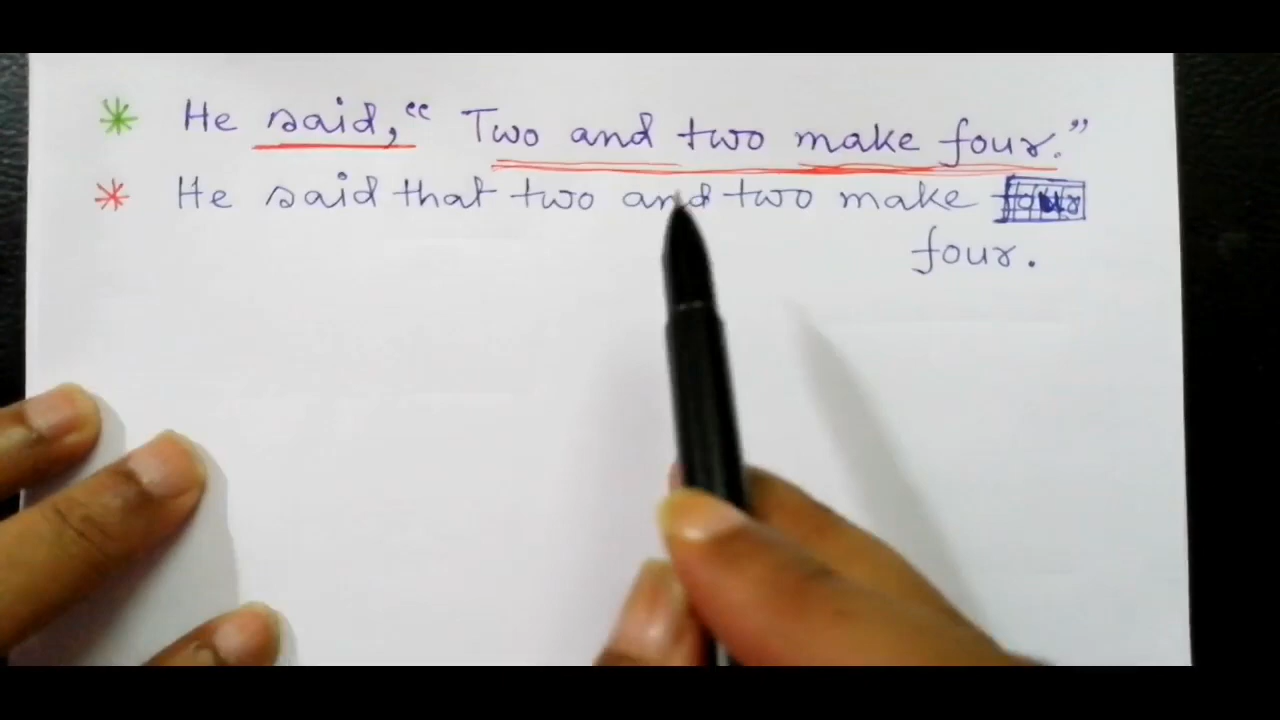 * He said, “ Two and two make four.”
* He said that two and two make
four.